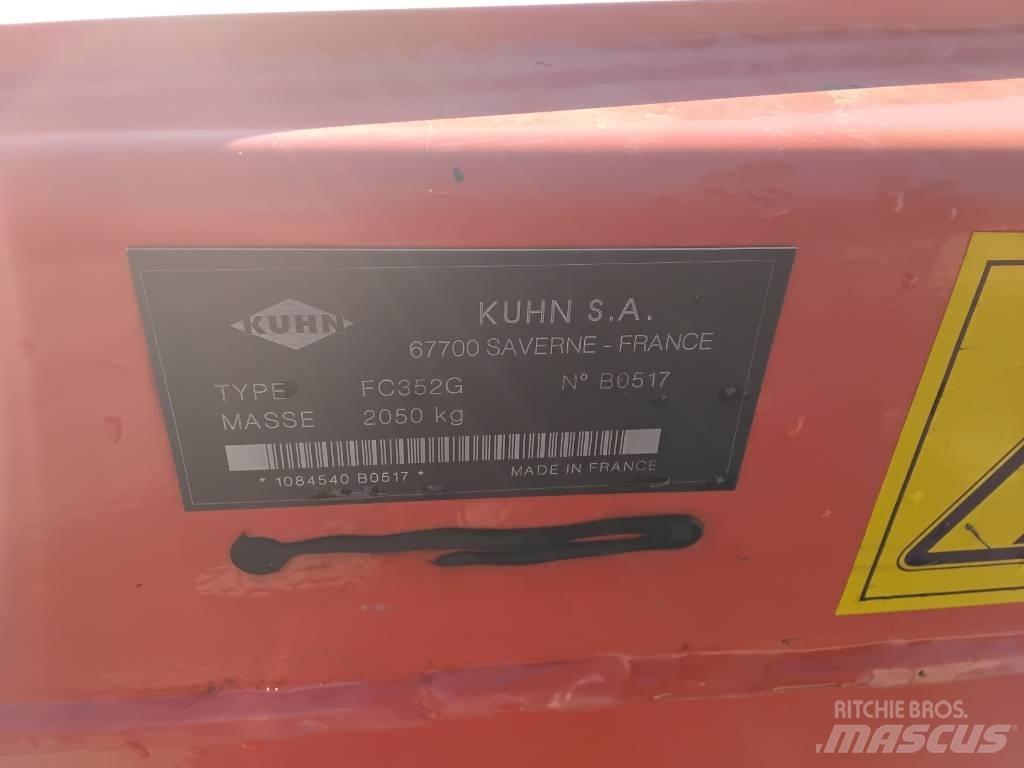 KUHN
KUHN S.A.
67700 SAVERNE - FRANCE
TYPE FC352G N° B0517
MASSE 2050 kg
* 1084540 B0517 * MADE IN FRANCE
RITCHIE BROS.
MASCUS